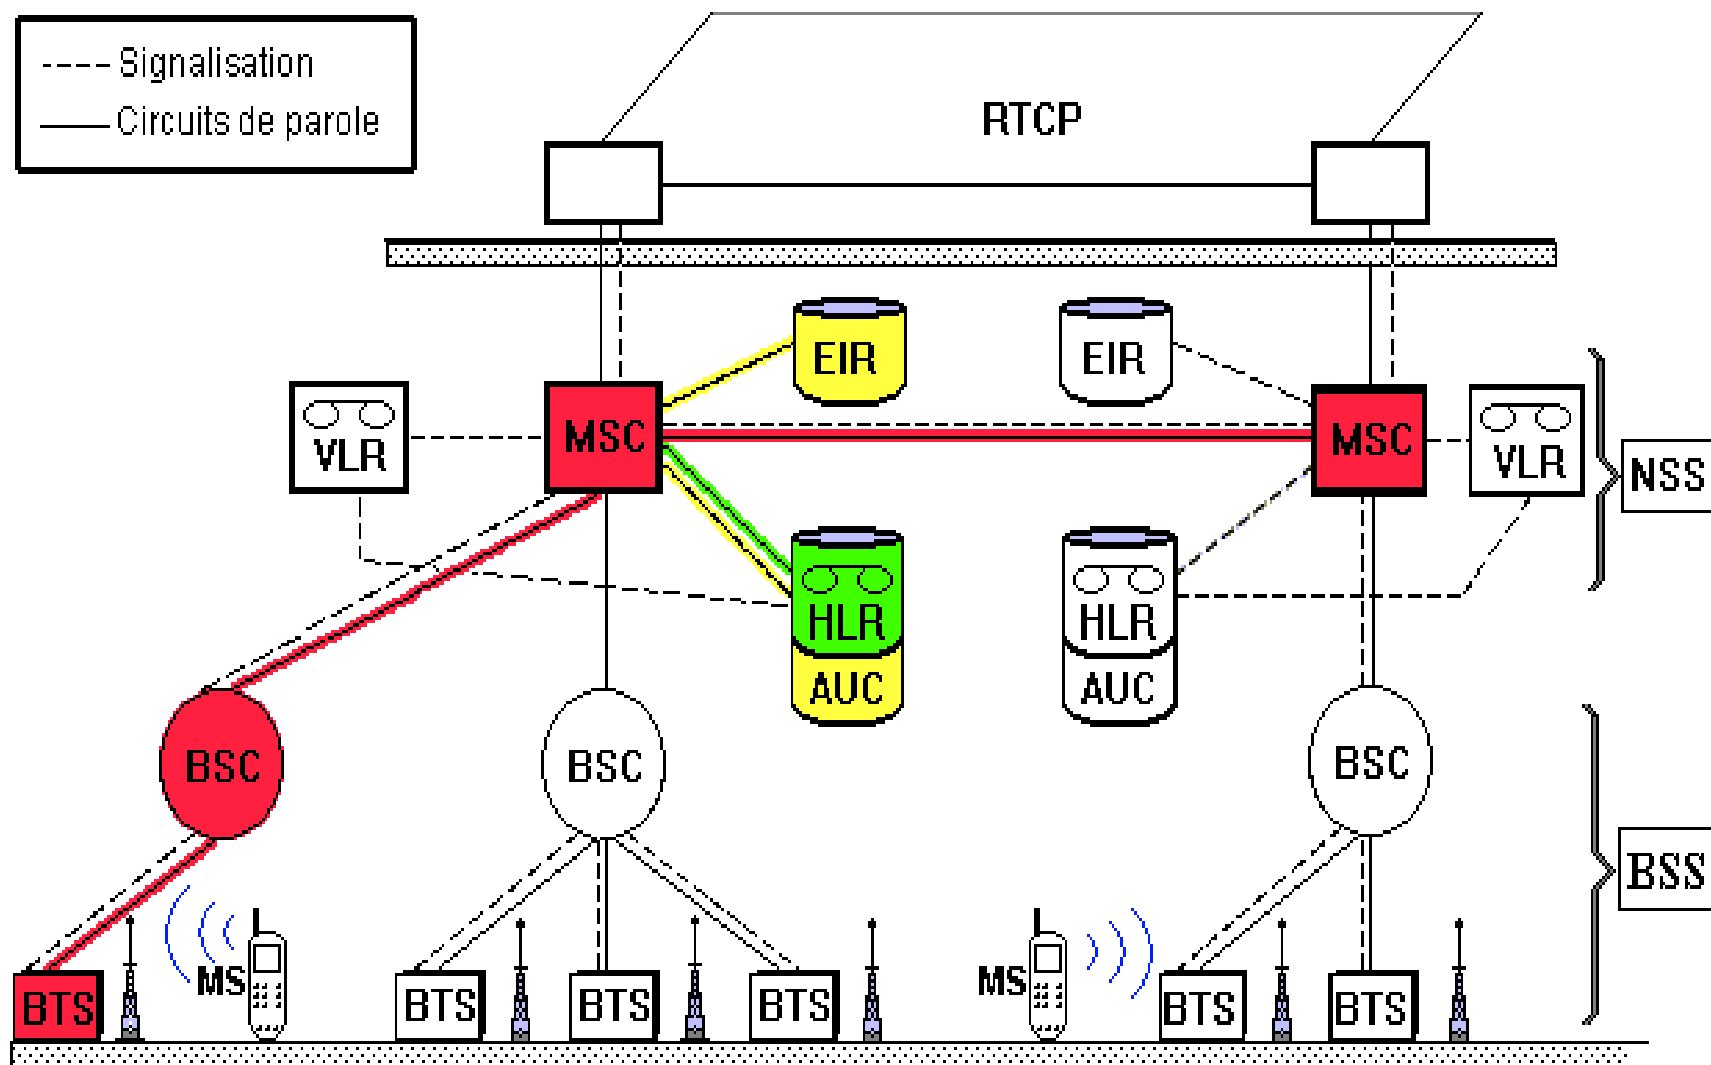 Signalisation
Circuits de parole
RTCP
EIR
EIR
VLR
MSC
MSC
VLR
NSS
HLR
HLR
AUC
AUC
BSC
BSC
BSC
BSS
MS
MS
BTS
BTS
BTS
BTS
BTS
BTS